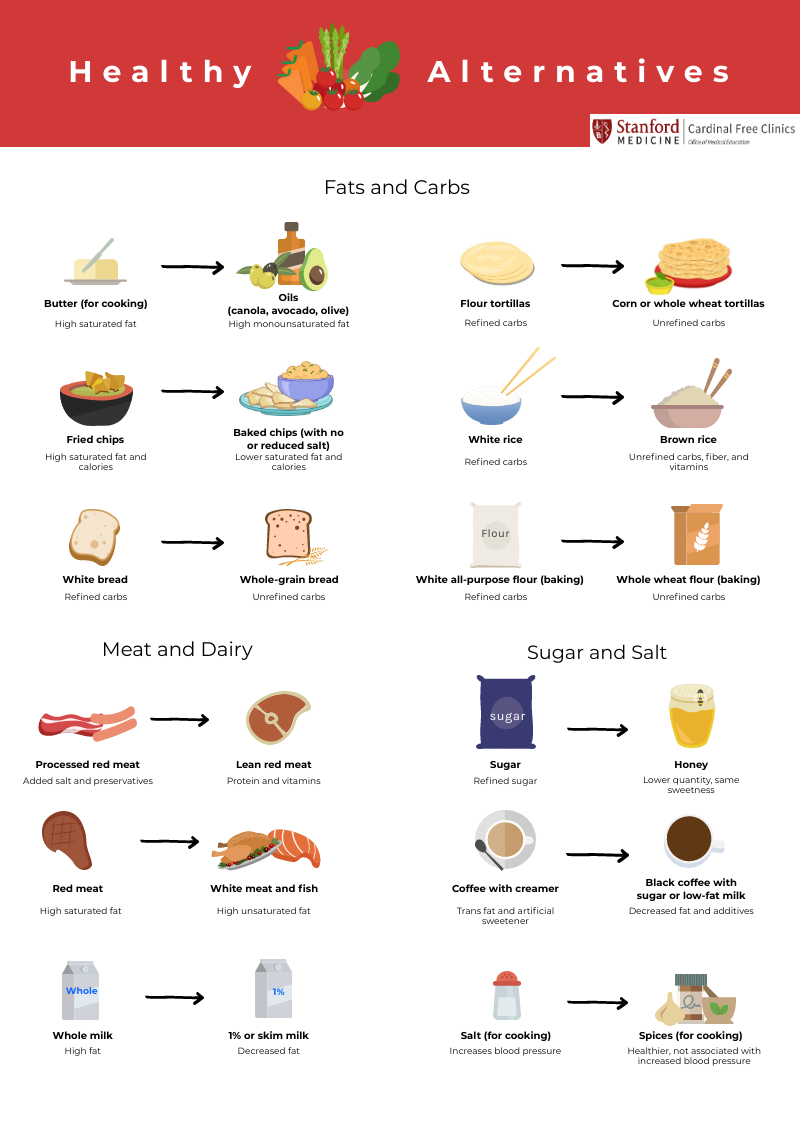 Healthy Alternatives
Stanford MEDICINE
Cardinal Free Clinics
Office of Medical Education
Fats and Carbs
Butter (for cooking)
High saturated fat
Oils
(canola, avocado, olive)
High monounsaturated fat
Flour tortillas
Refined carbs
Corn or whole wheat tortillas
Unrefined carbs
Fried chips
High saturated fat and
calories
Baked chips (with no
or reduced salt)
Lower saturated fat and
calories
White rice
Refined carbs
Brown rice
Unrefined carbs, fiber, and
vitamins
White bread
Refined carbs
Whole-grain bread
Unrefined carbs
Flour
White all-purpose flour (baking)
Refined carbs
Whole wheat flour (baking)
Unrefined carbs
Meat and Dairy
Processed red meat
Added salt and preservatives
Lean red meat
Protein and vitamins
Red meat
High saturated fat
White meat and fish
High unsaturated fat
Whole
Whole milk
High fat
1%
1% or skim milk
Decreased fat
Sugar and Salt
sugar
Sugar
Refined sugar
Honey
Lower quantity, same
sweetness
Coffee with creamer
Trans fat and artificial
sweetener
Black coffee with
sugar or low-fat milk
Decreased fat and additives
Salt (for cooking)
Increases blood pressure
Spices (for cooking)
Healthier, not associated with
increased blood pressure